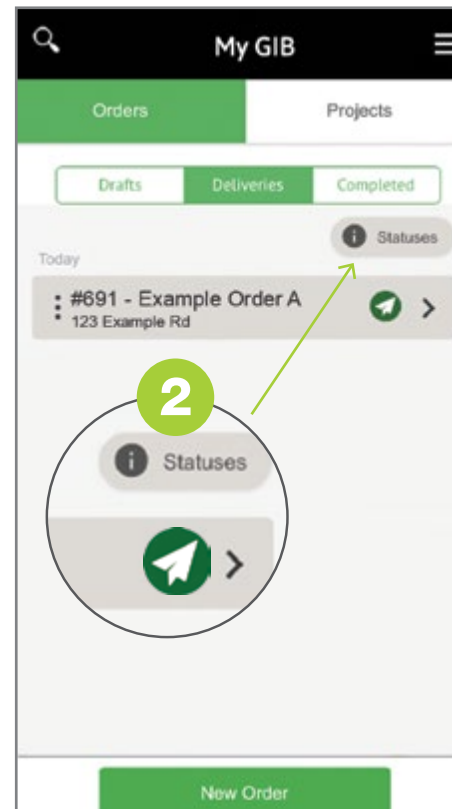 My GIB
Orders Projects
Drafts Deliveries Completed
Statuses
Today
#691 - Example Order A
123 Example Rd
2
Statuses
New Order